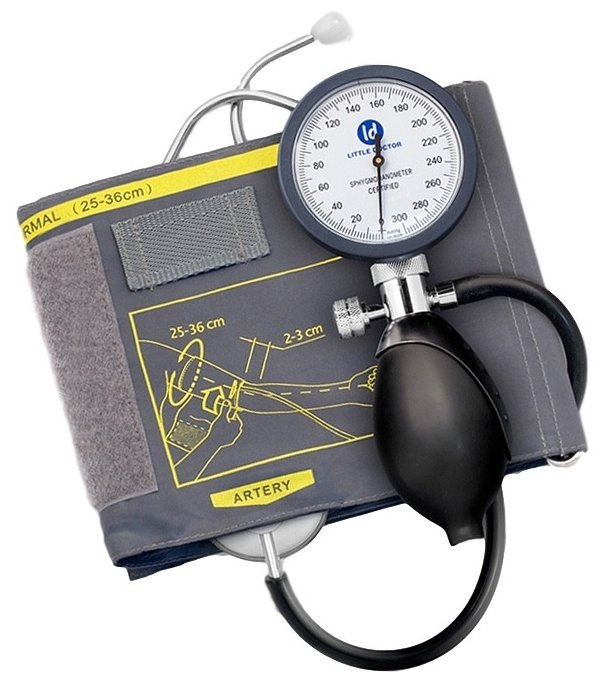 20 40 60 80 100 120 140 160 180 200 220 240 260 280 300
ld
LITTLE DOCTOR
SPHYGMOMANOMETER
CERTIFIED
mmHg
RMAL (25-36cm)
25-36 cm
2-3 cm
ARTERY